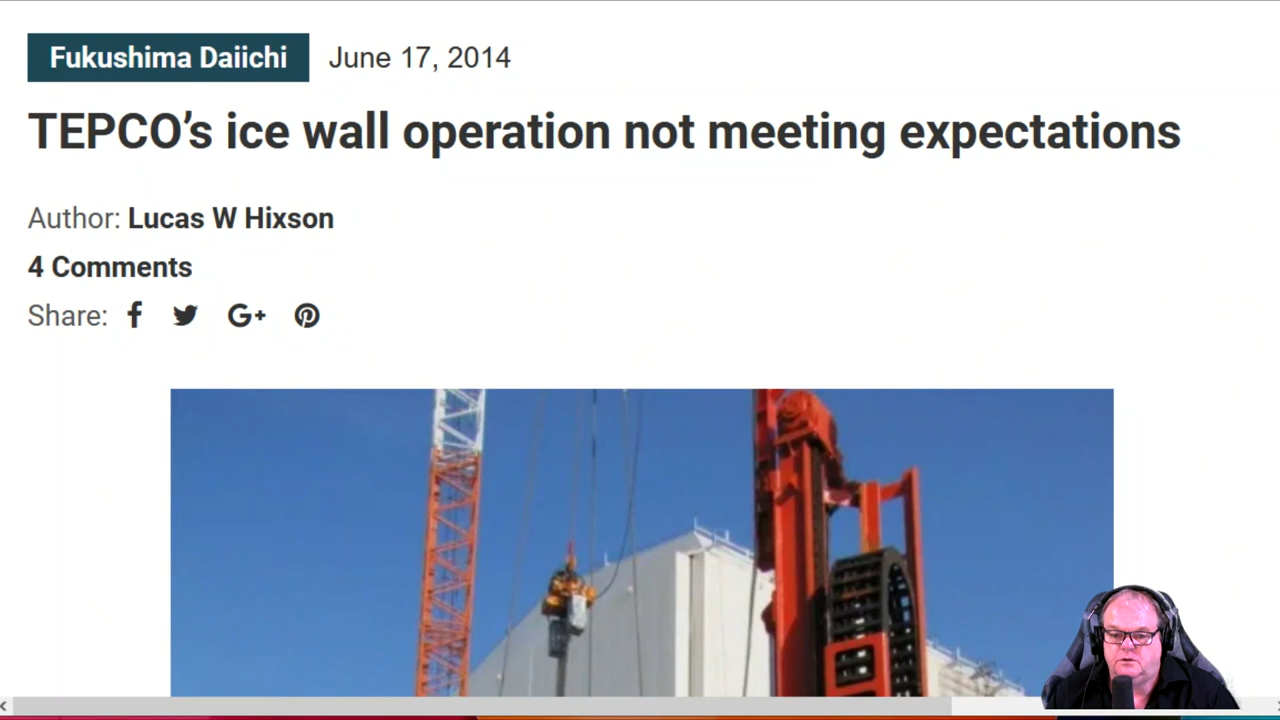 Fukushima Daiichi June 17, 2014
TEPCO’s ice wall operation not meeting expectations
Author: Lucas W Hixson
4 Comments
Share:
G+